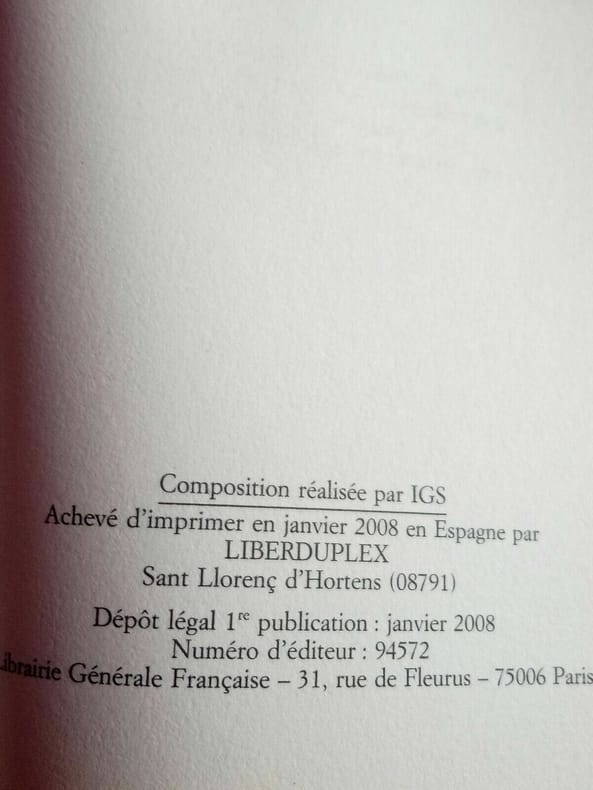 Composition réalisée par IGS
Achevé d'imprimer en janvier 2008 en Espagne par
LIBERDUPLEX
Sant Llorenç d'Hortens (08791)
Dépôt légal 1re publication : janvier 2008
Numéro d'éditeur : 94572
Librairie Générale Française – 31, rue de Fleurus – 75006 Paris